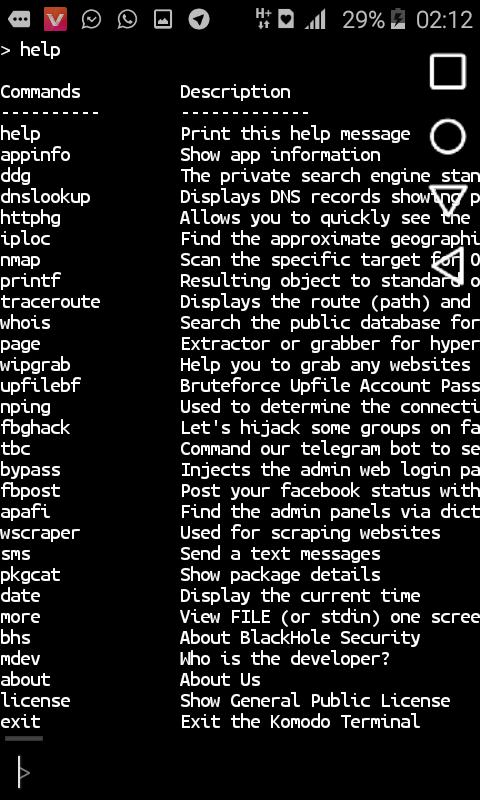 H+ 29% 02:12
> help
Commands Description
---------- -------------
help Print this help message
appinfo Show app information
ddg The private search engine stan
dnslookup Displays DNS records showing p
httphg Allows you to quickly see the
iploc Find the approximate geographi
nmap Scan the specific target for O
printf Resulting object to standard o
traceroute Displays the route (path) and
whois Search the public database for
page Extractor or grabber for hyper
wipgrab Help you to grab any websites
upfilebf Bruteforce Upfile Account Pass
nping Used to determine the connecti
fbghack Let's hijack some groups on fa
tbc Command our telegram bot to se
bypass Injects the admin web login pa
fbpost Post your facebook status with
apafi Find the admin panels via dict
wscraper Used for scraping websites
sms Send a text messages
pkgcat Show package details
date Display the current time
more View FILE (or stdin) one scree
bhs About BlackHole Security
mdev Who is the developer?
about About Us
license Show General Public License
exit Exit the Komodo Terminal
>